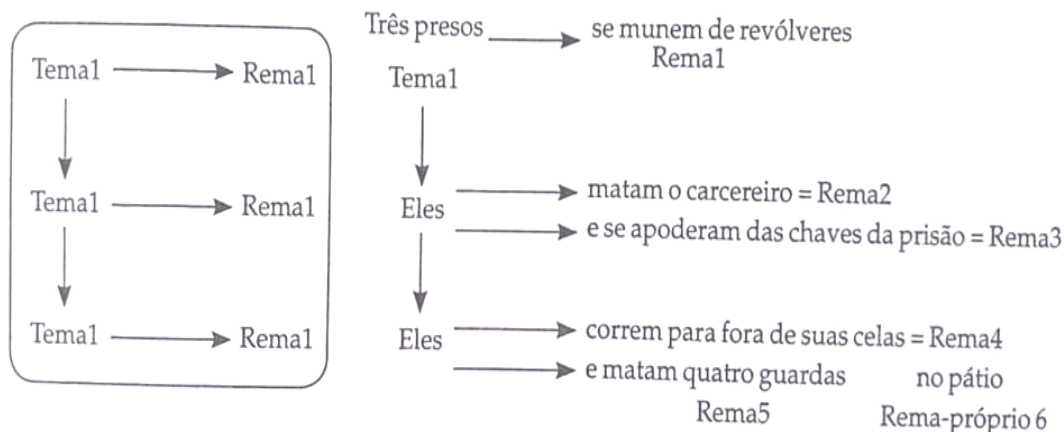 Três presos se munem de revólveres
Rema1
Tema1 Rema1
Tema1
Tema1 Rema1
Eles matam o carcereiro = Rema2
e se apoderam das chaves da prisão = Rema3
Tema1 Rema1
Eles correm para fora de suas celas = Rema4
e matam quatro guardas no pátio
Rema5 Rema-próprio 6